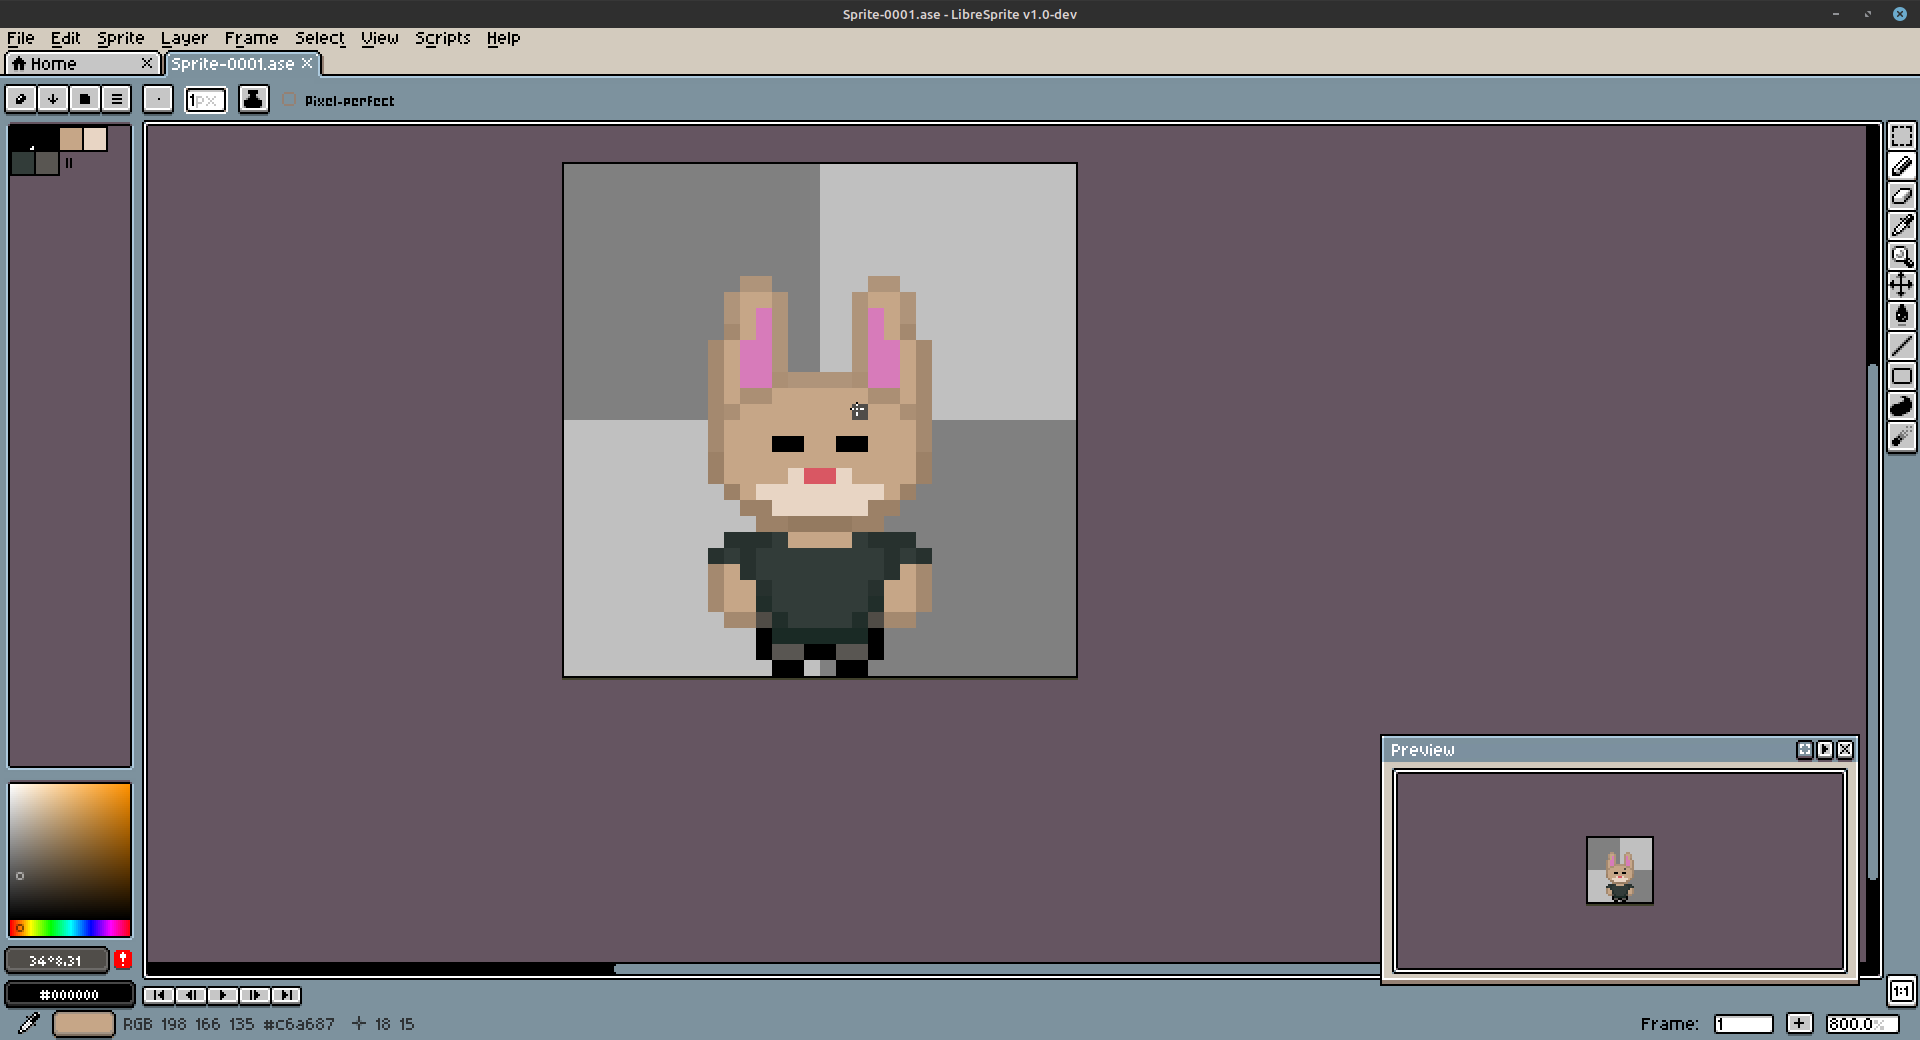 Sprite-0001.ase - LibreSprite v1.0-dev
File Edit Sprite Layer Frame Select View Scripts Help
Home
Sprite-0001.ase
1px
Pixel-perfect
Preview
34°8.31
!
#000000
1:1
RGB 198 166 135 #c6a687 18 15
Frame: 1 + 800.0%